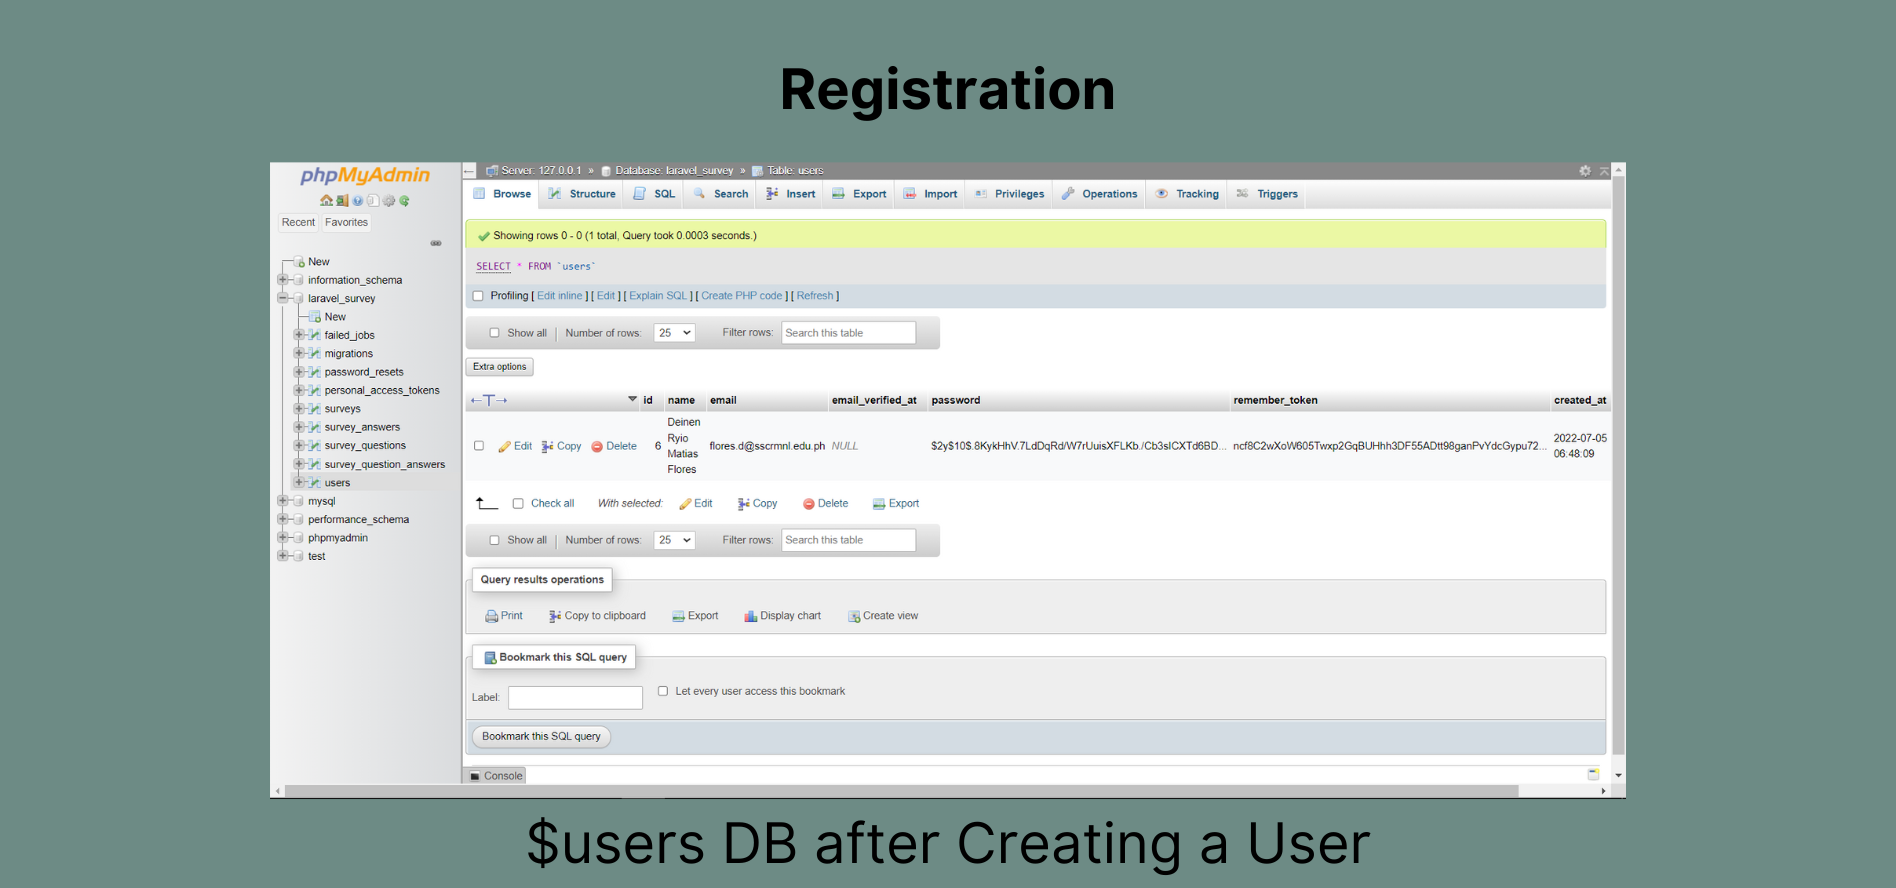 Registration
phpMyAdmin
Recent Favorites
New
information_schema
laravel_survey
New
failed_jobs
migrations
password_resets
personal_access_tokens
surveys
survey_answers
survey_questions
survey_question_answers
users
mysql
performance_schema
phpmyadmin
test
Server: 127.0.0.1 » Database: laravel_survey » Table: users
Browse Structure SQL Search Insert Export Import Privileges Operations Tracking Triggers
Showing rows 0 - 0 (1 total, Query took 0.0003 seconds.)
SELECT * FROM `users`
Profiling [ Edit inline ] [ Edit ] [ Explain SQL ] [ Create PHP code ] [ Refresh ]
Show all | Number of rows: 25 Filter rows: Search this table
Extra options
←T→ id name email email_verified_at password remember_token created_at
Edit Copy Delete 6 Deinen Ryio Matias Flores flores.d@sscrmnl.edu.ph NULL $2y$10$.8KykHhV.7LdDqRd/W7rUuisXFLKb./Cb3sICXTd6BD... ncf8C2wXoW605Twxp2GqBUHhh3DF55ADtt98ganPvYdcGypu72... 2022-07-05 06:48:09
Check all With selected: Edit Copy Delete Export
Show all | Number of rows: 25 Filter rows: Search this table
Query results operations
Print Copy to clipboard Export Display chart Create view
Bookmark this SQL query
Label: Let every user access this bookmark
Bookmark this SQL query
Console
$users DB after Creating a User